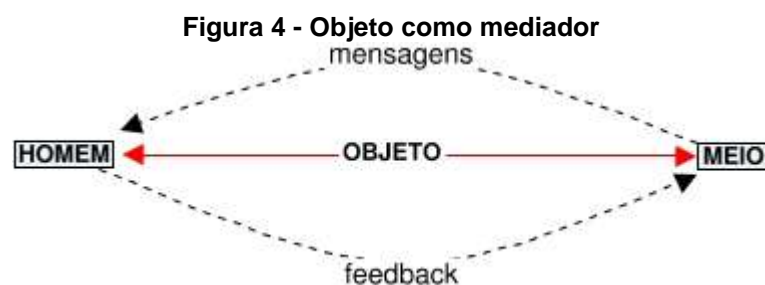 Figura 4 - Objeto como mediador
mensagens
HOMEM OBJETO MEIO
feedback